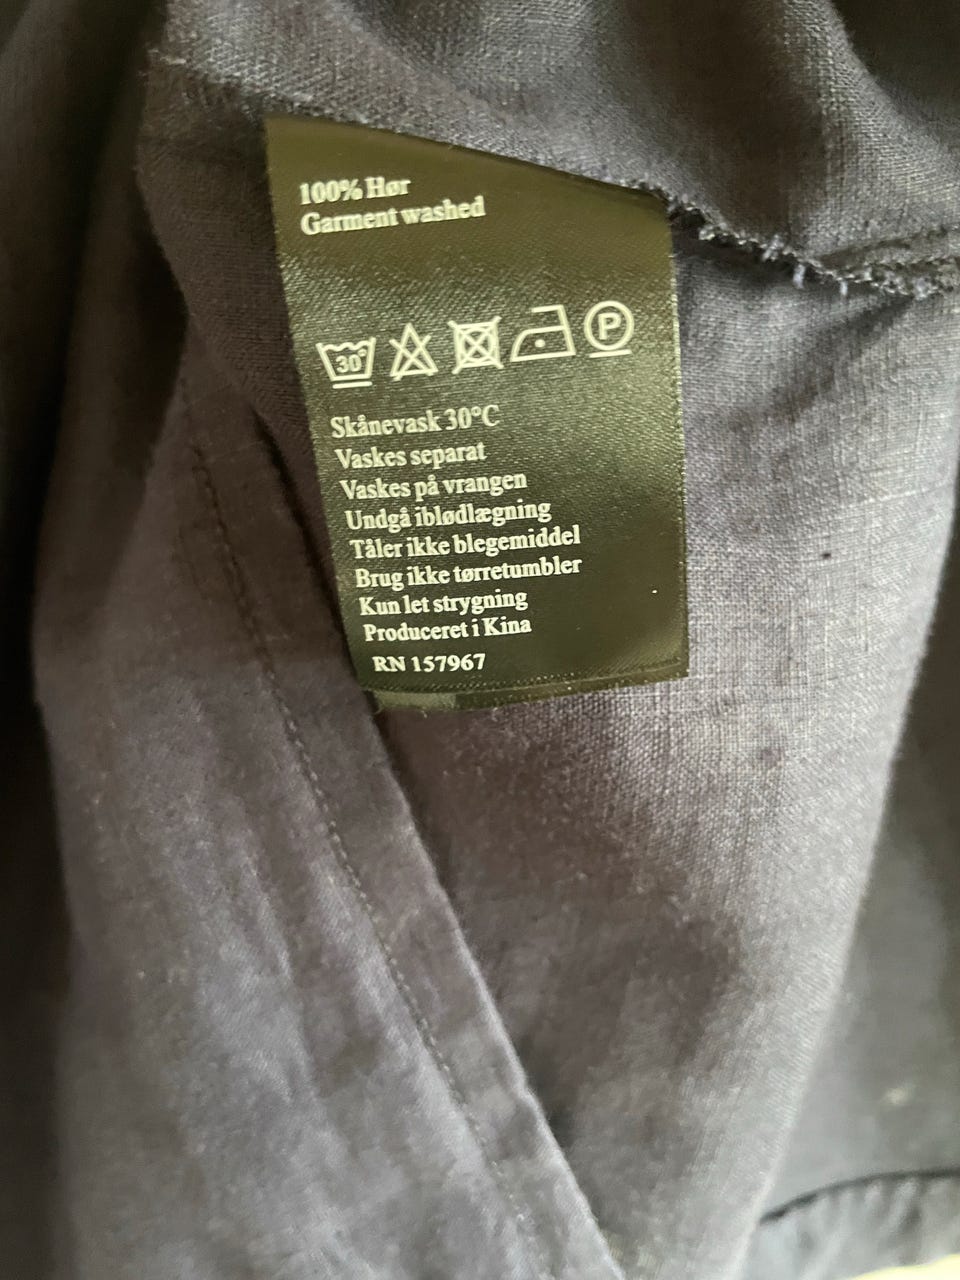 100% Hør
Garment washed
30° P
Skånevask 30°C
Vaskes separat
Vaskes på vrangen
Undgå iblødlægning
Tåler ikke blegemiddel
Brug ikke tørretumbler
Kun let strygning
Produceret i Kina
RN 157967